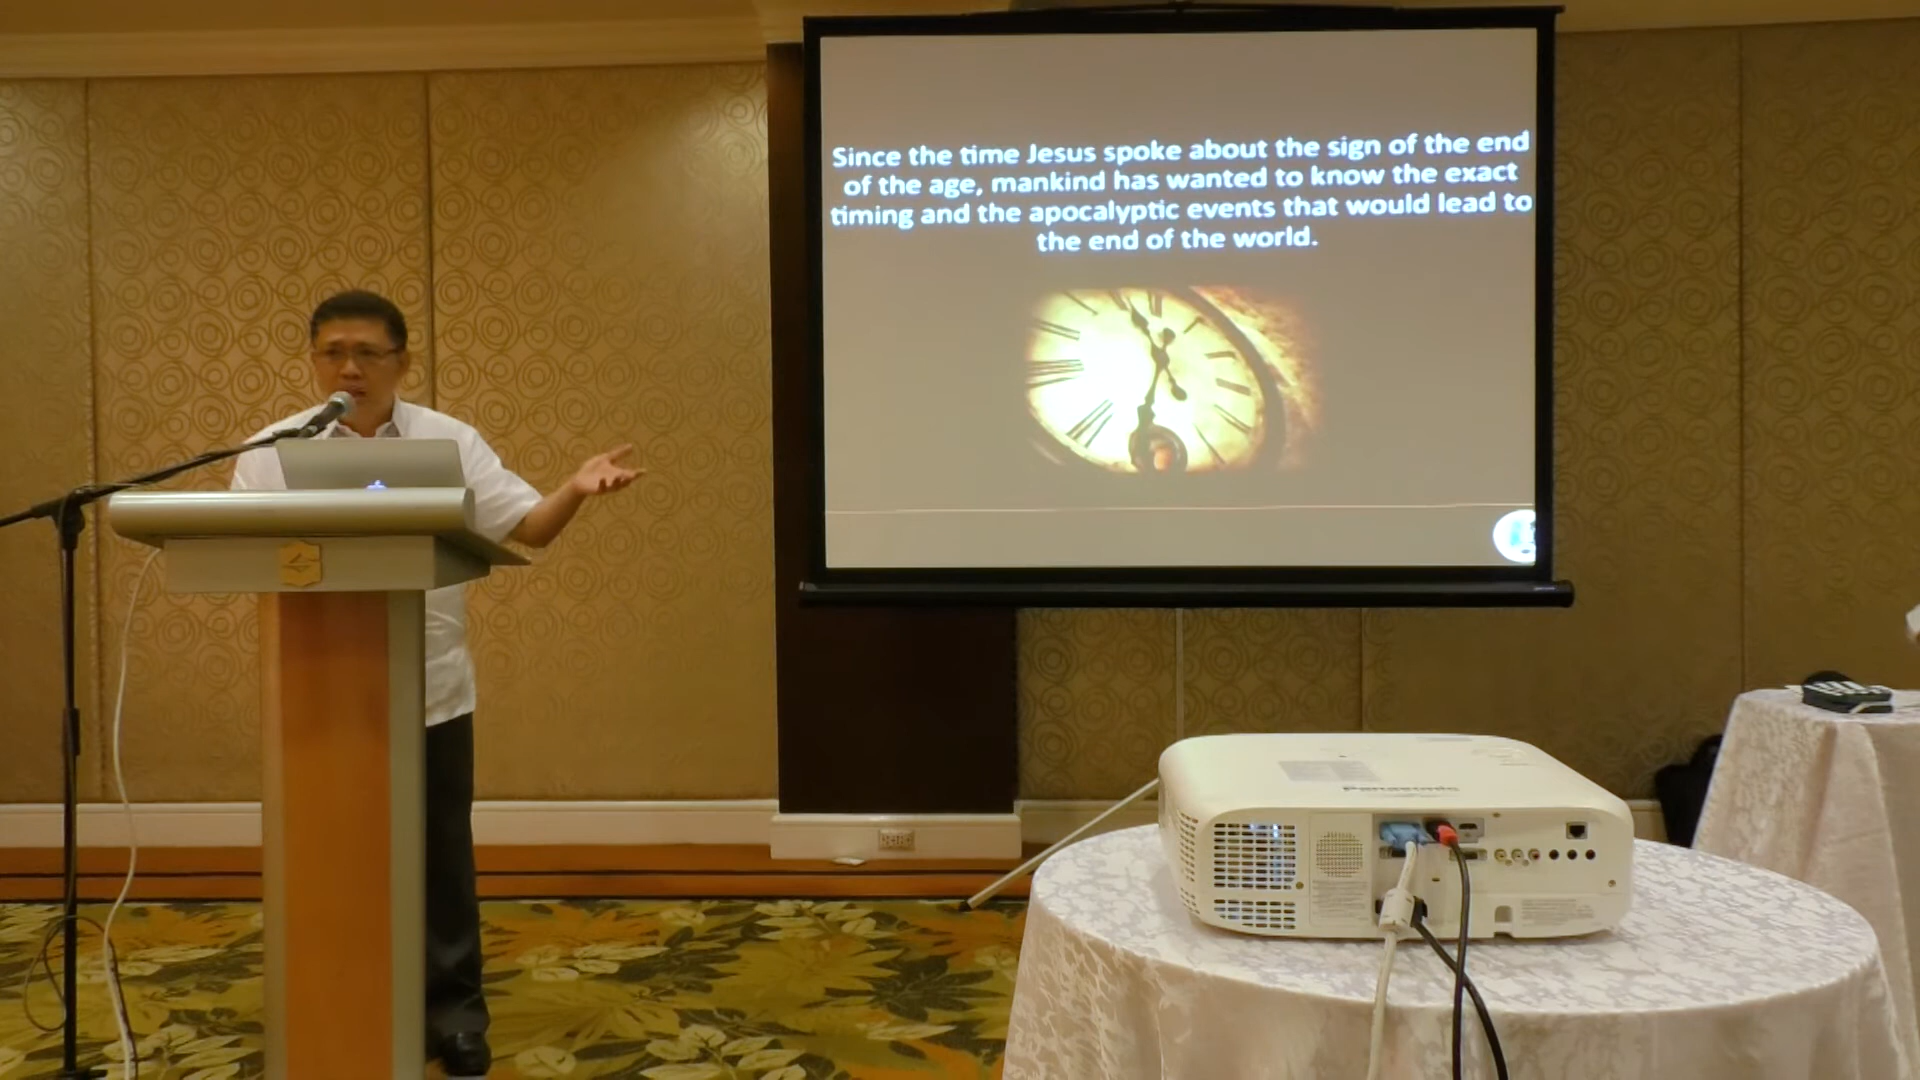 Since the time Jesus spoke about the sign of the end
of the age, mankind has wanted to know the exact
timing and the apocalyptic events that would lead to
the end of the world.
Panasonic